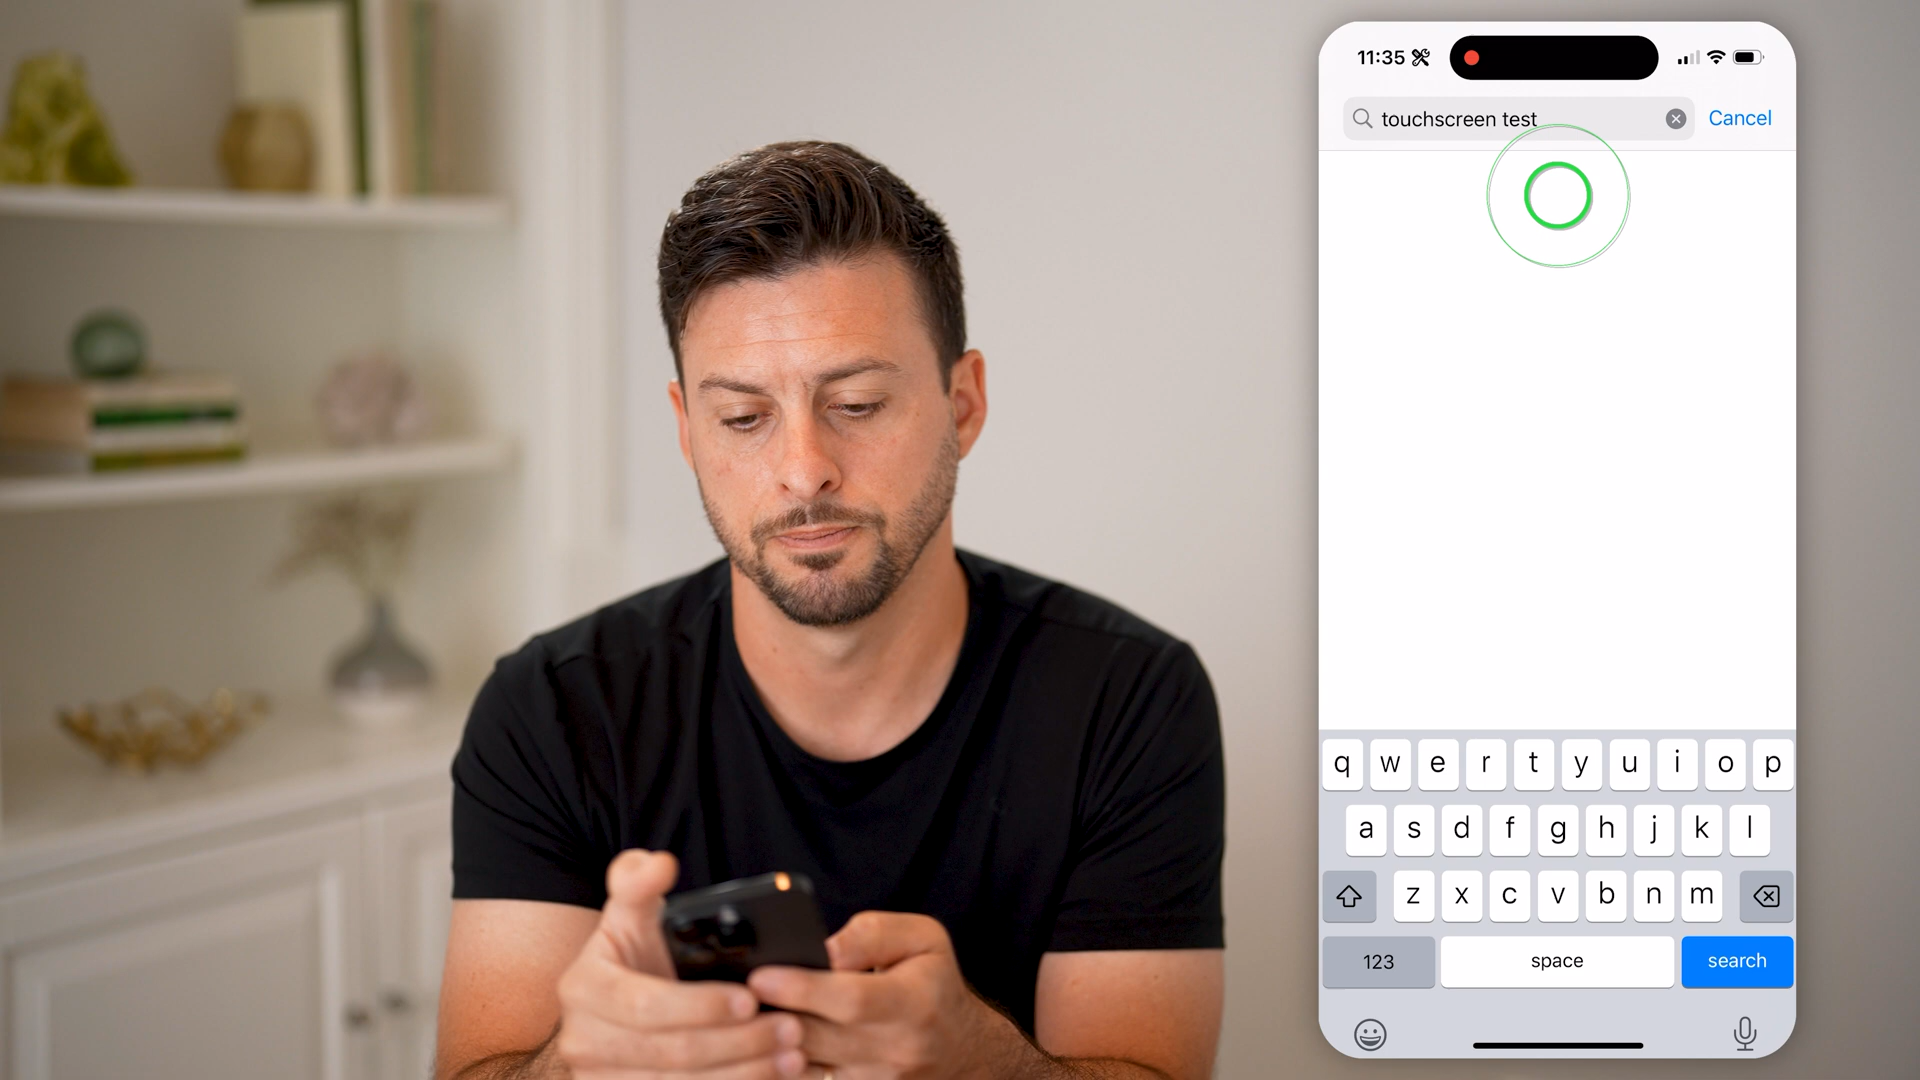 11:35
touchscreen test
Cancel
q w e r t y u i o p
a s d f g h j k l
z x c v b n m
123 space search